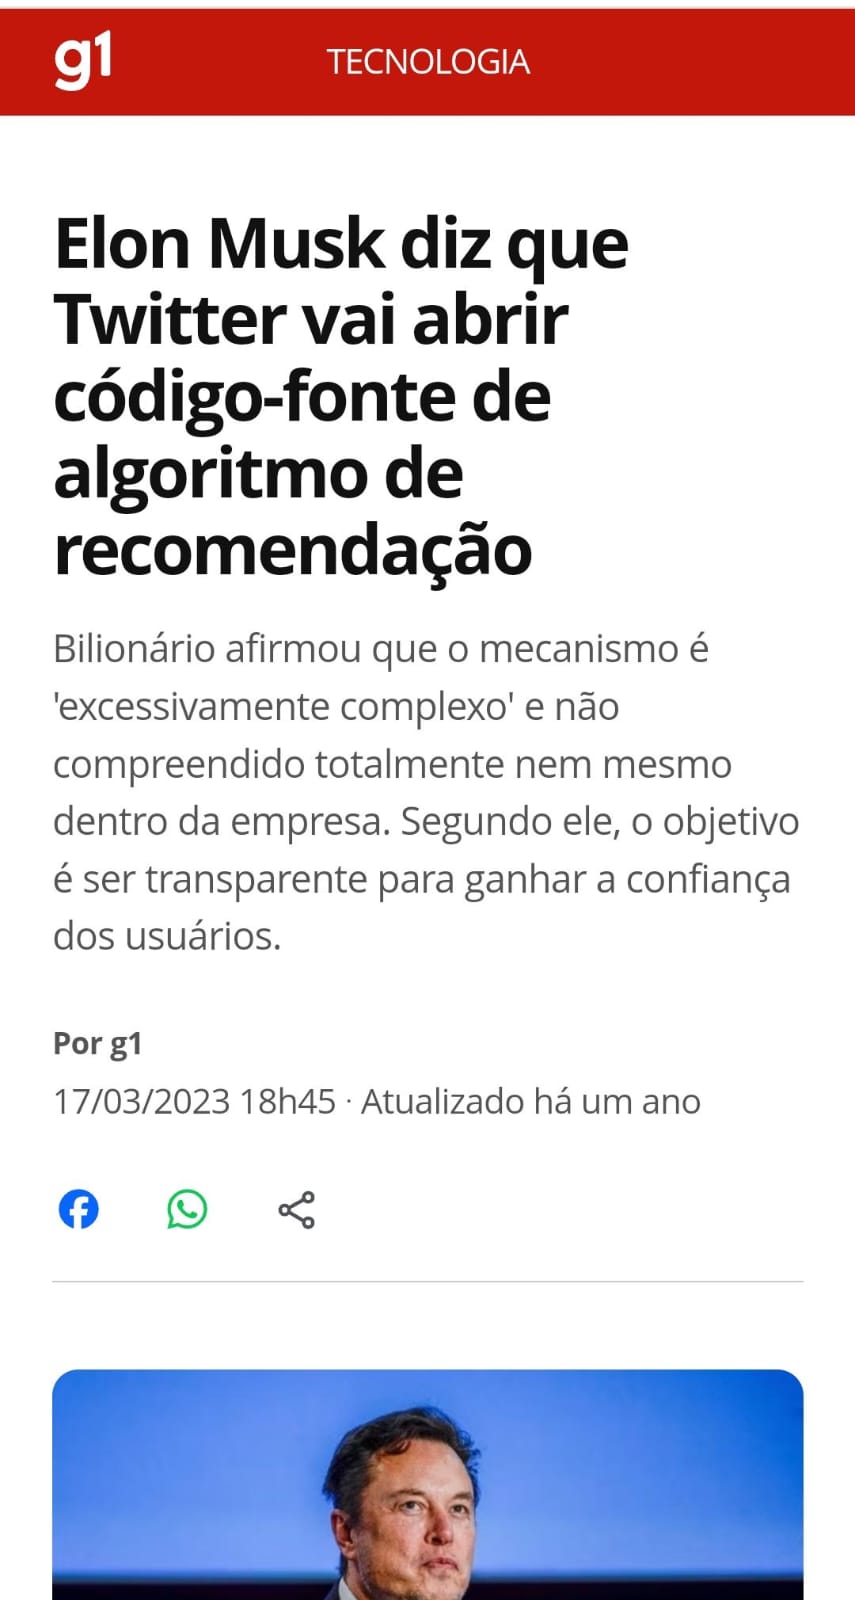 g1
TECNOLOGIA
Elon Musk diz que
Twitter vai abrir
código-fonte de
algoritmo de
recomendação
Bilionário afirmou que o mecanismo é
'excessivamente complexo' e não
compreendido totalmente nem mesmo
dentro da empresa. Segundo ele, o objetivo
é ser transparente para ganhar a confiança
dos usuários.
Por g1
17/03/2023 18h45 · Atualizado há um ano